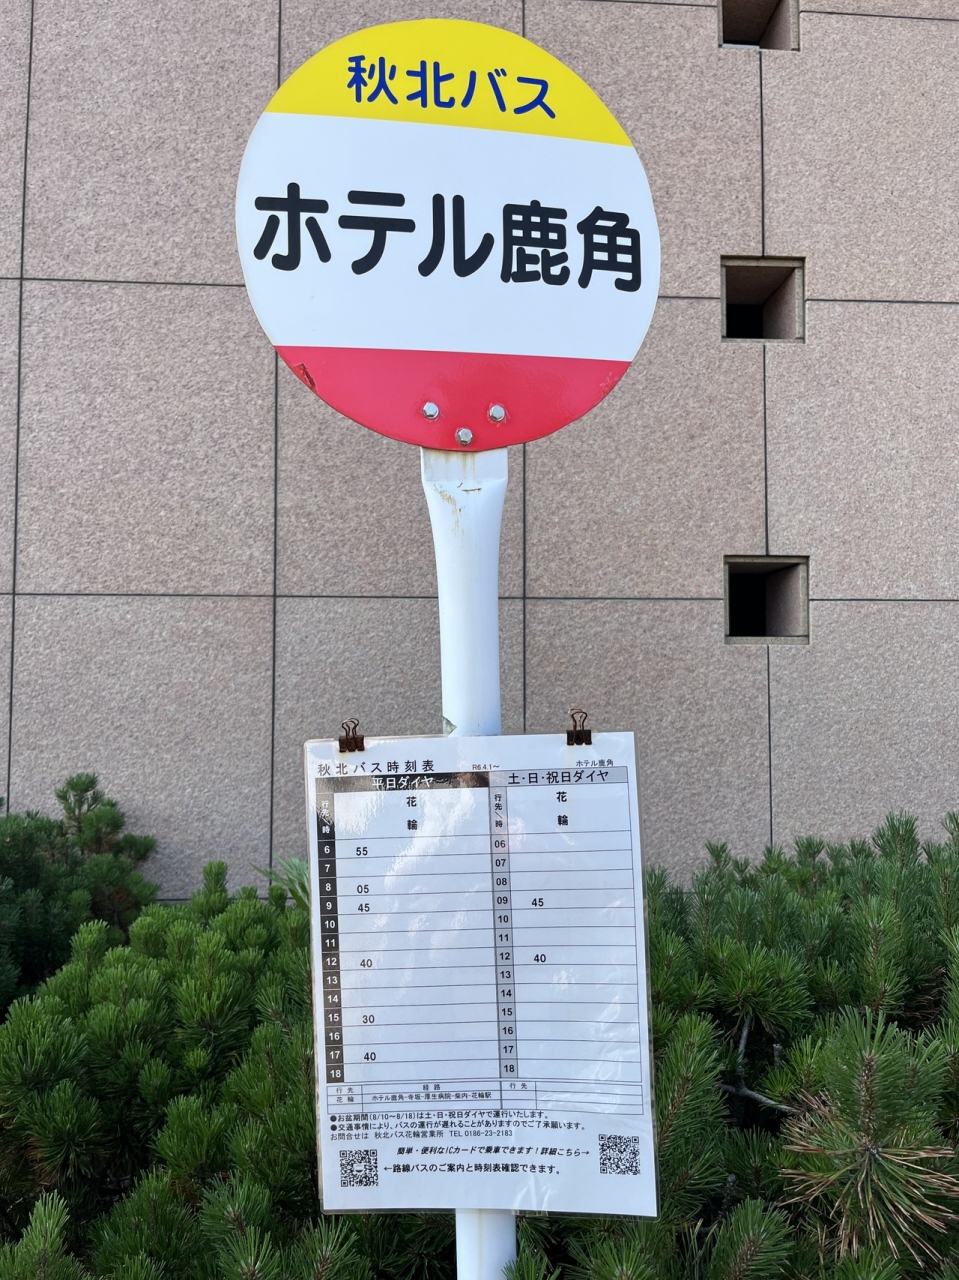 秋北バス
ホテル鹿角
秋北バス時刻表 R6.4.1～ ホテル鹿角
平日ダイヤ 土・日・祝日ダイヤ
行先／時 花輪 行先／時 花輪
6 55 06
7 07
8 05 08
9 45 09 45
10 10
11 11
12 40 12 40
13 13
14 14
15 30 15
16 16
17 40 17
18 18
行先 経路 行先
花輪 ホテル鹿角-寺坂-厚生病院-柴内-花輪駅
●お盆期間(8/10～8/18)は土・日・祝日ダイヤで運行いたします。
●交通事情により、バスの運行が遅れることがありますのでご了承願います。
お問合せは 秋北バス花輪営業所 TEL 0186-23-2183
簡単・便利なICカードで乗車できます！詳細こちら→
←路線バスのご案内と時刻表確認できます。